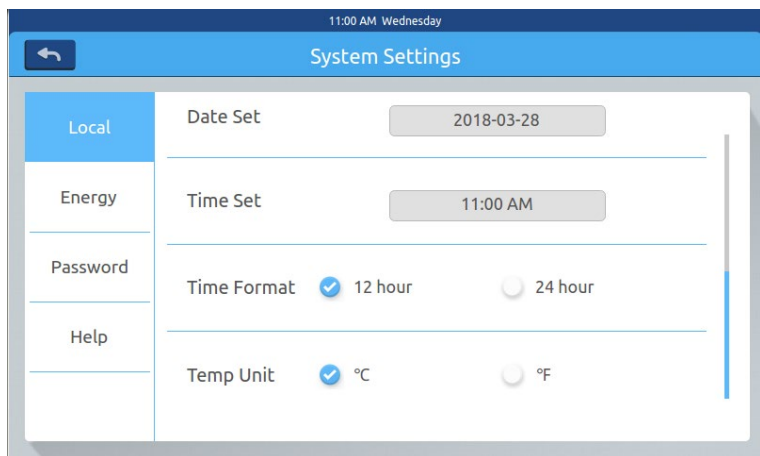 11:00 AM Wednesday
System Settings
Local
Date Set
2018-03-28
Energy
Time Set
11:00 AM
Password
Time Format
12 hour
24 hour
Help
Temp Unit
°C
°F